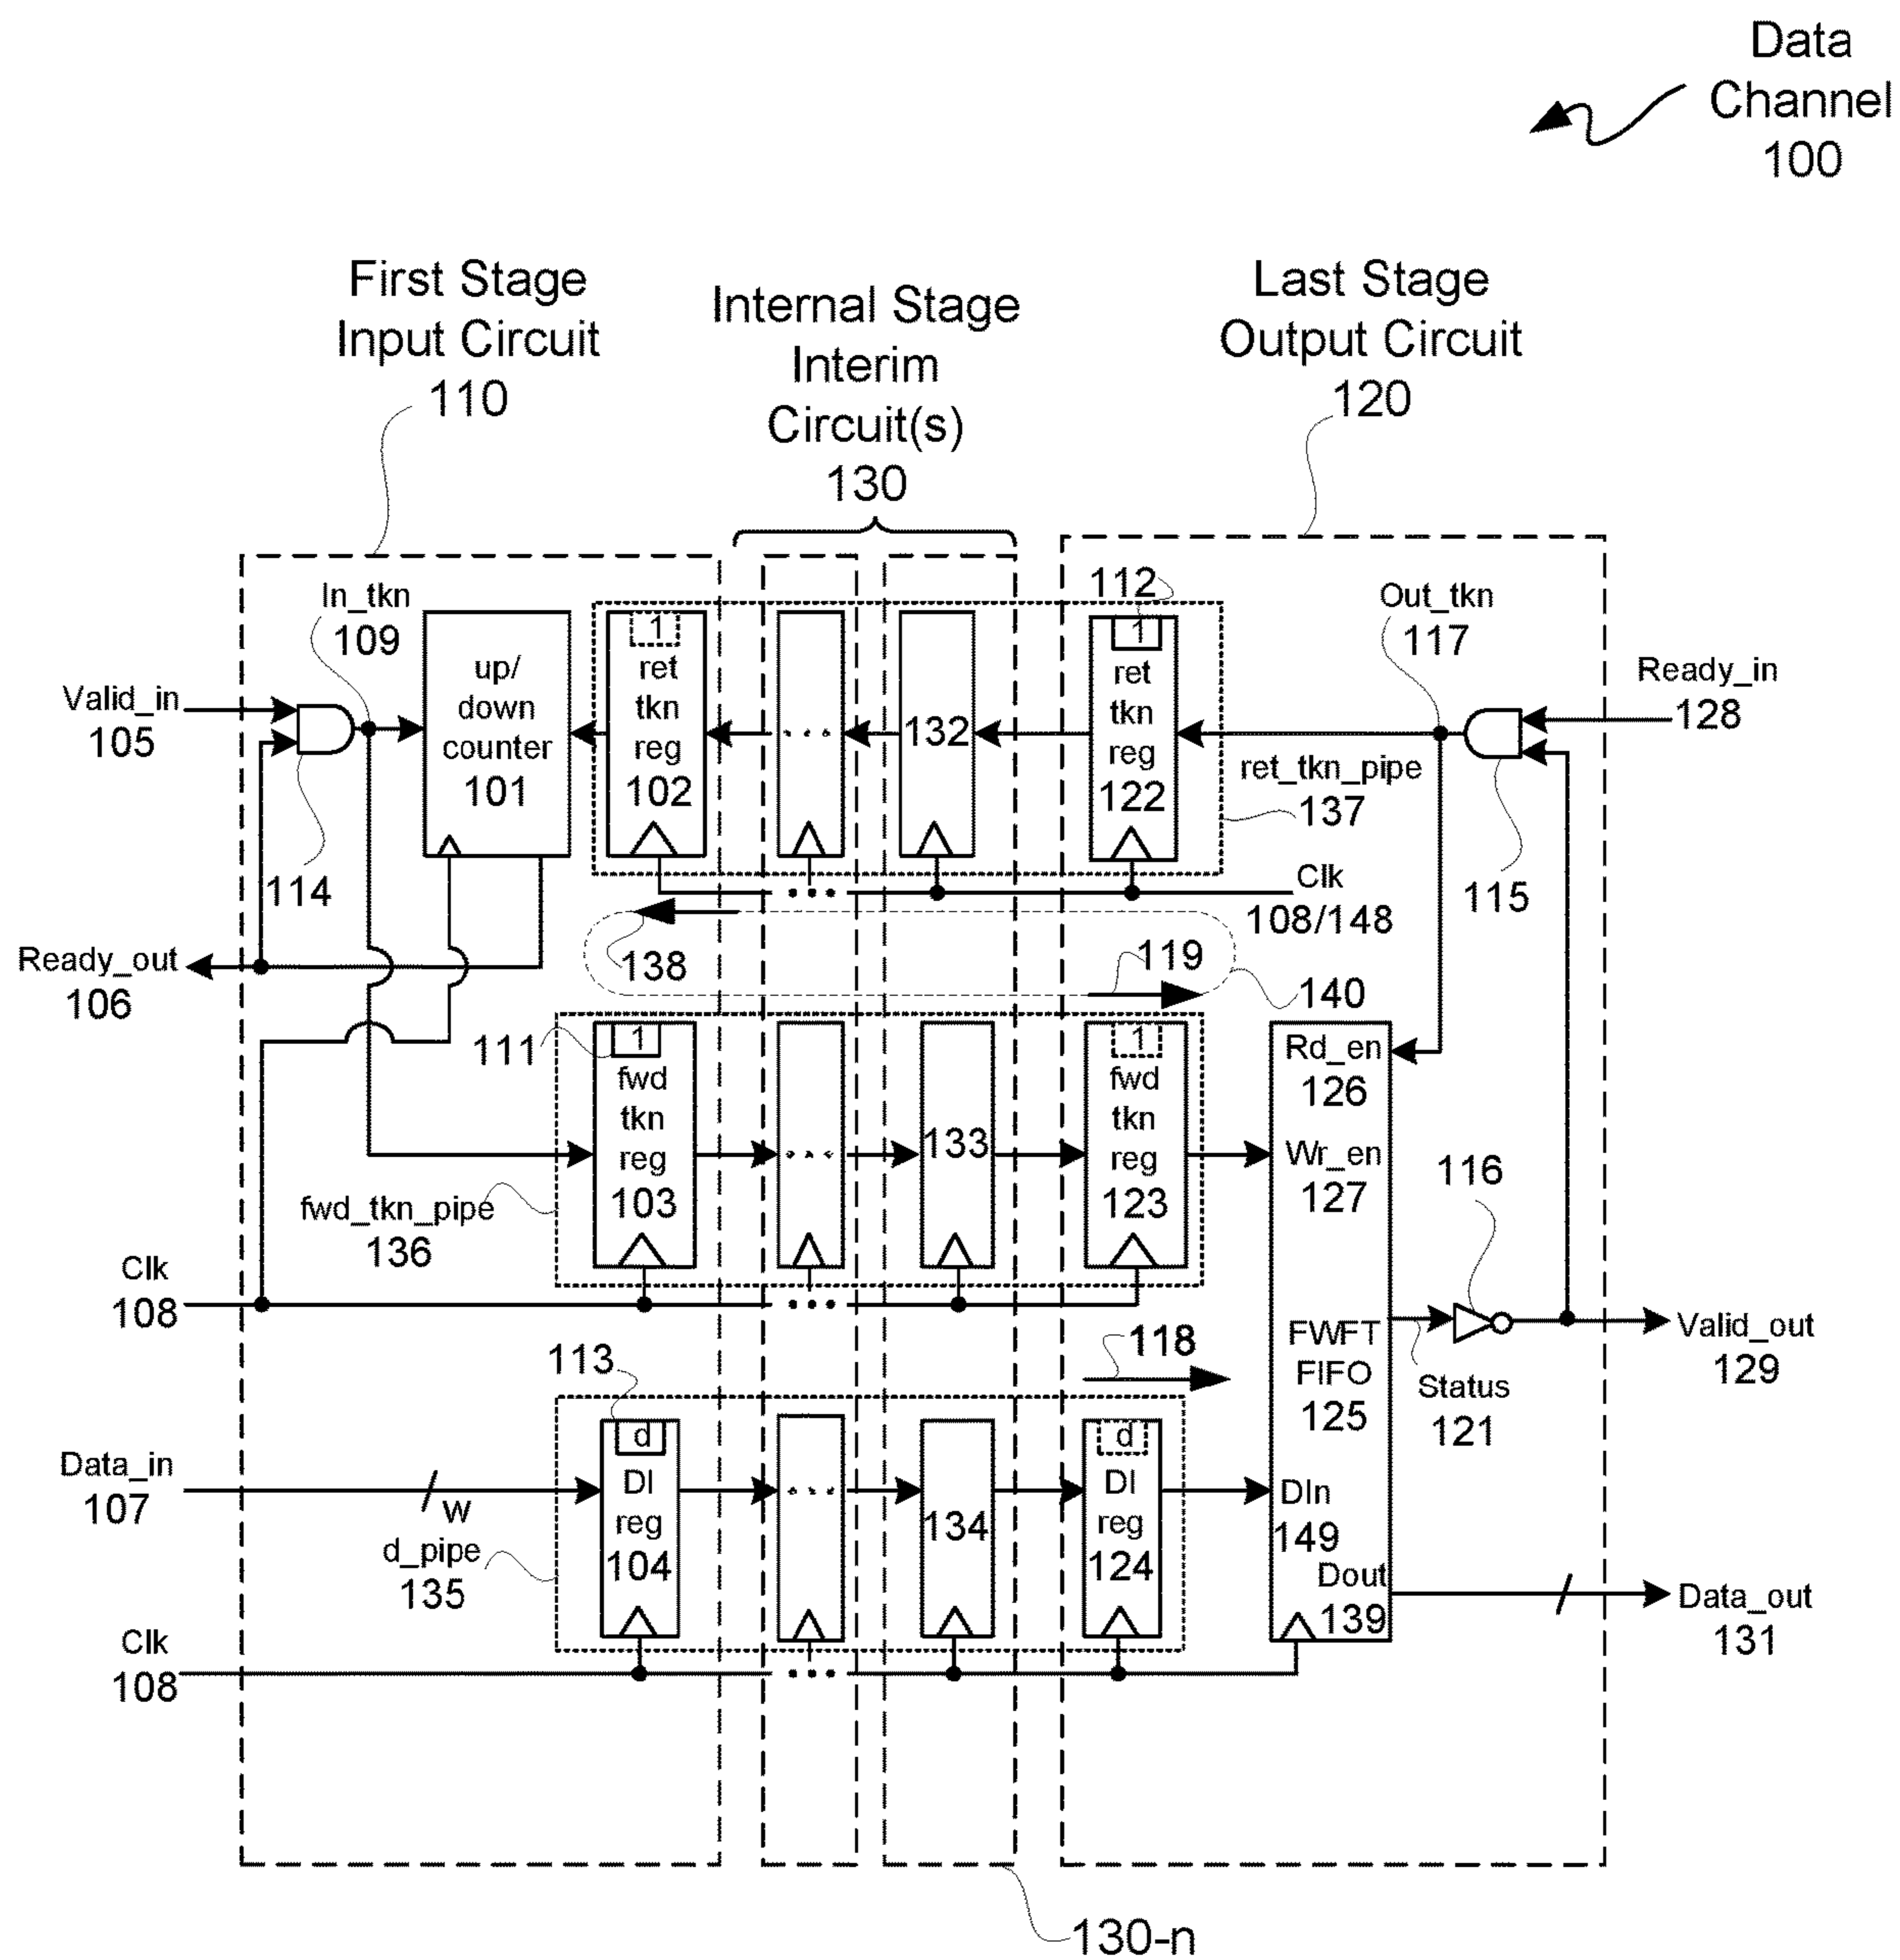 Data
Channel
100
First Stage
Input Circuit
110
Internal Stage
Interim
Circuit(s)
130
Last Stage
Output Circuit
120
In_tkn
109
112
Out_tkn
117
Valid_in
105
up/
down
counter
101
1
ret
tkn
reg
102
...
132
1
ret
tkn
reg
122
Ready_in
128
ret_tkn_pipe
137
114
115
...
Clk
108/148
Ready_out
106
138
119
140
111
1
fwd
tkn
reg
103
...
133
1
fwd
tkn
reg
123
Rd_en
126
Wr_en
127
116
fwd_tkn_pipe
136
Clk
108
...
FWFT
FIFO
125
Status
121
Valid_out
129
118
113
Data_in
107
W
d_pipe
135
d
DI
reg
104
...
134
d
DI
reg
124
DIn
149
Dout
139
Data_out
131
Clk
108
...
130-n